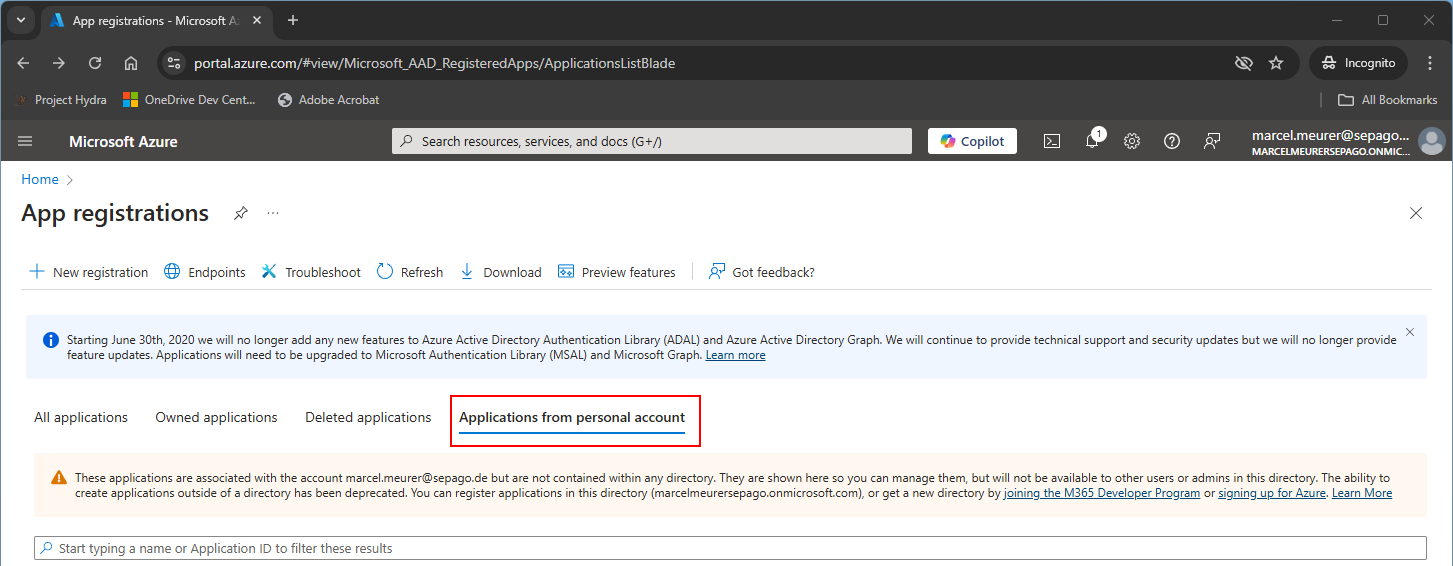 App registrations - Microsoft Az
portal.azure.com/#view/Microsoft_AAD_RegisteredApps/ApplicationsListBlade
Incognito
Project Hydra
OneDrive Dev Cent...
Adobe Acrobat
All Bookmarks
Microsoft Azure
Search resources, services, and docs (G+/)
Copilot
1
marcel.meurer@sepago...
MARCELMEURERSEPAGO.ONMIC...
Home
App registrations
...
New registration
Endpoints
Troubleshoot
Refresh
Download
Preview features
Got feedback?
Starting June 30th, 2020 we will no longer add any new features to Azure Active Directory Authentication Library (ADAL) and Azure Active Directory Graph. We will continue to provide technical support and security updates but we will no longer provide
feature updates. Applications will need to be upgraded to Microsoft Authentication Library (MSAL) and Microsoft Graph. Learn more
All applications
Owned applications
Deleted applications
Applications from personal account
These applications are associated with the account marcel.meurer@sepago.de but are not contained within any directory. They are shown here so you can manage them, but will not be available to other users or admins in this directory. The ability to
create applications outside of a directory has been deprecated. You can register applications in this directory (marcelmeurersepago.onmicrosoft.com), or get a new directory by joining the M365 Developer Program or signing up for Azure. Learn More
Start typing a name or Application ID to filter these results